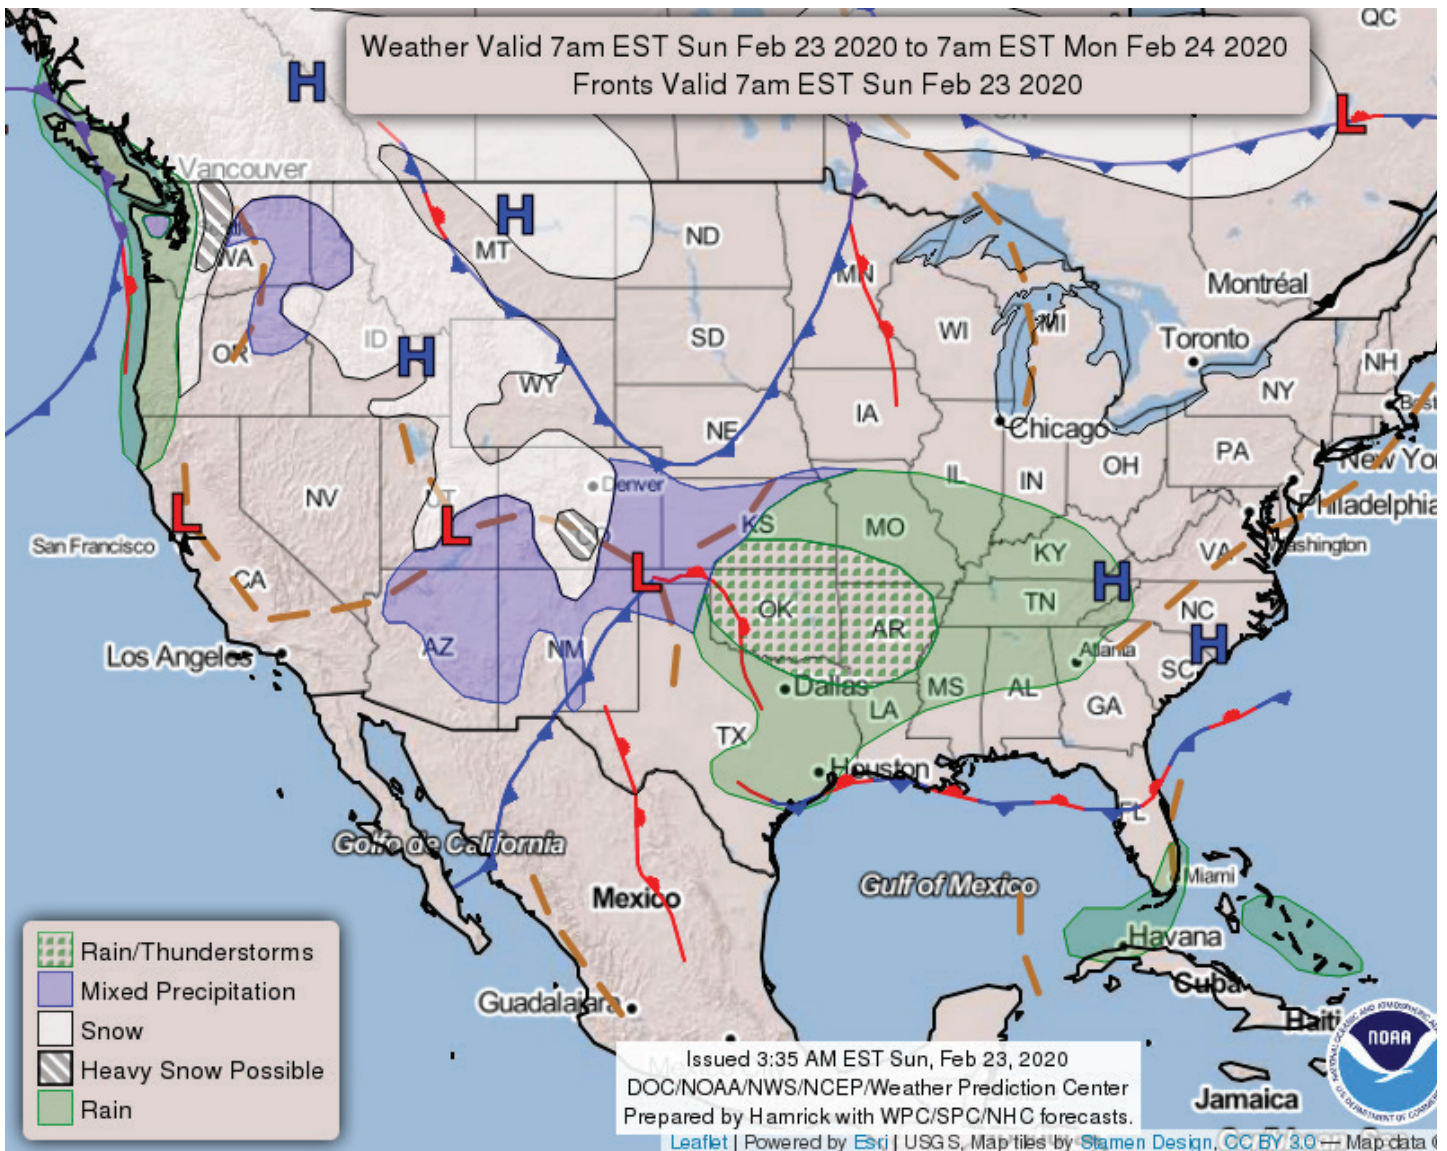 QC
Weather Valid 7am EST Sun Feb 23 2020 to 7am EST Mon Feb 24 2020
Fronts Valid 7am EST Sun Feb 23 2020
H
L
Vancouver
H
WA
MT
ND
MN
Montréal
ID
OR
H
SD
WI
MI
Toronto
NH
WY
NY
IA
NE
Chicago
PA
OH
New Yo
NV
UT
Denver
IL
IN
Philadelphia
L
L
KS
MO
San Francisco
VA
Washington
KY
CA
L
H
OK
TN
NC
AR
AZ
NM
H
Los Angeles
Atlanta
SC
Dallas
MS
AL
LA
GA
TX
Houston
FL
Golfo de California
Mexico
Gulf of Mexico
Miami
Havana
Cuba
Guadalajara
Haiti
NOAA
Rain/Thunderstorms
Mixed Precipitation
Snow
Heavy Snow Possible
Rain
Issued 3:35 AM EST Sun, Feb 23, 2020
DOC/NOAA/NWS/NCEP/Weather Prediction Center
Prepared by Hamrick with WPC/SPC/NHC forecasts.
Jamaica
Leaflet | Powered by Esri | USGS, Map tiles by Stamen Design, CC BY 3.0 — Map data ©